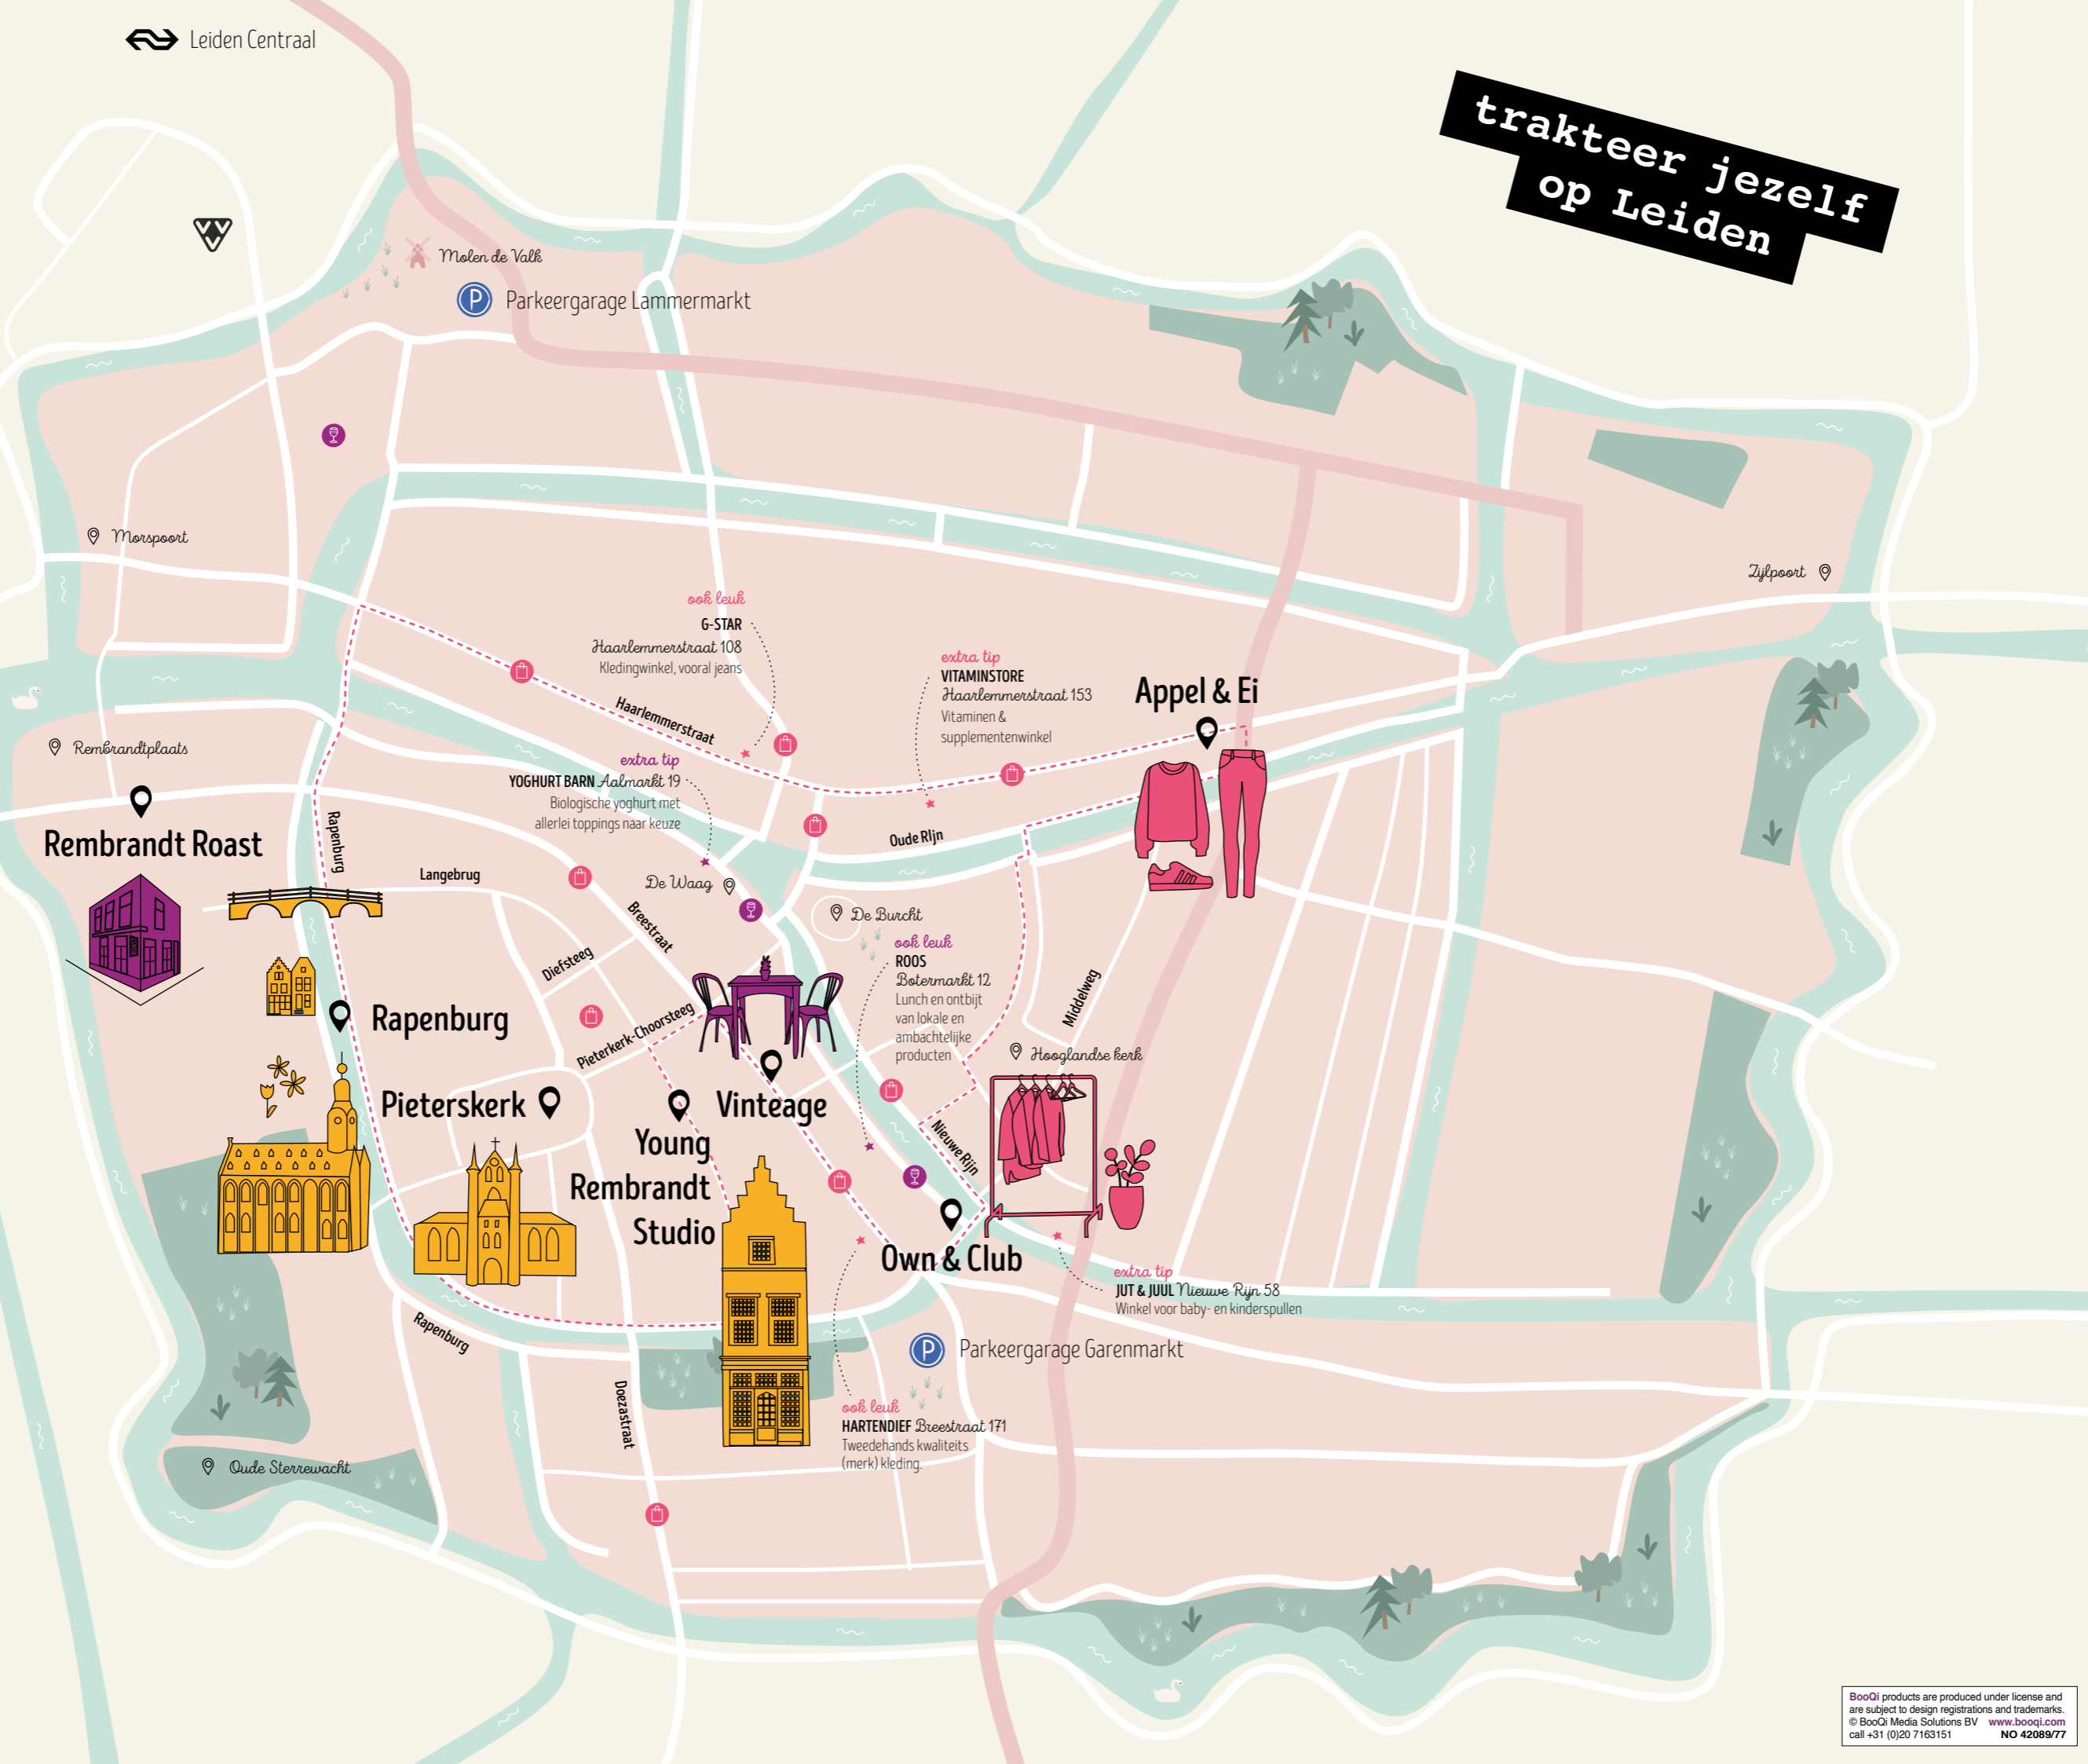 Leiden Centraal
trakteer jezelf
op Leiden
Molen de Valk
Parkeergarage Lammermarkt
Morspoort
Zijlpoort
ook leuk
G-STAR
Haarlemmerstraat 108
Kledingwinkel, vooral jeans
extra tip
VITAMINSTORE
Haarlemmerstraat 153
Vitaminen &
supplementenwinkel
Appel & Ei
Haarlemmerstraat
Rembrandtplaats
extra tip
YOGHURT BARN Aalmarkt 19
Biologische yoghurt met
allerlei toppings naar keuze
Rembrandt Roast
Rapenburg
Oude RIjn
Langebrug
De Waag
De Burcht
Breestraat
Diefsteeg
ook leuk
ROOS
Botermarkt 12
Lunch en ontbijt
van lokale en
ambachtelijke
producten
Middelweg
Rapenburg
Pieterkerk-Choorsteeg
Hooglandse kerk
Pieterskerk
Vinteage
Young
Rembrandt
Studio
Nieuwe Rijn
Own & Club
extra tip
JUT & JUUL Nieuwe Rijn 58
Winkel voor baby- en kinderspullen
Rapenburg
P Parkeergarage Garenmarkt
Doezastraat
ook leuk
HARTENDIEF Breestraat 171
Tweedehands kwaliteits
(merk) kleding.
Oude Sterrewacht
BooQi products are produced under license and
are subject to design registrations and trademarks.
© BooQi Media Solutions BV www.booqi.com
call +31 (0)20 7163151 NO 42089/77